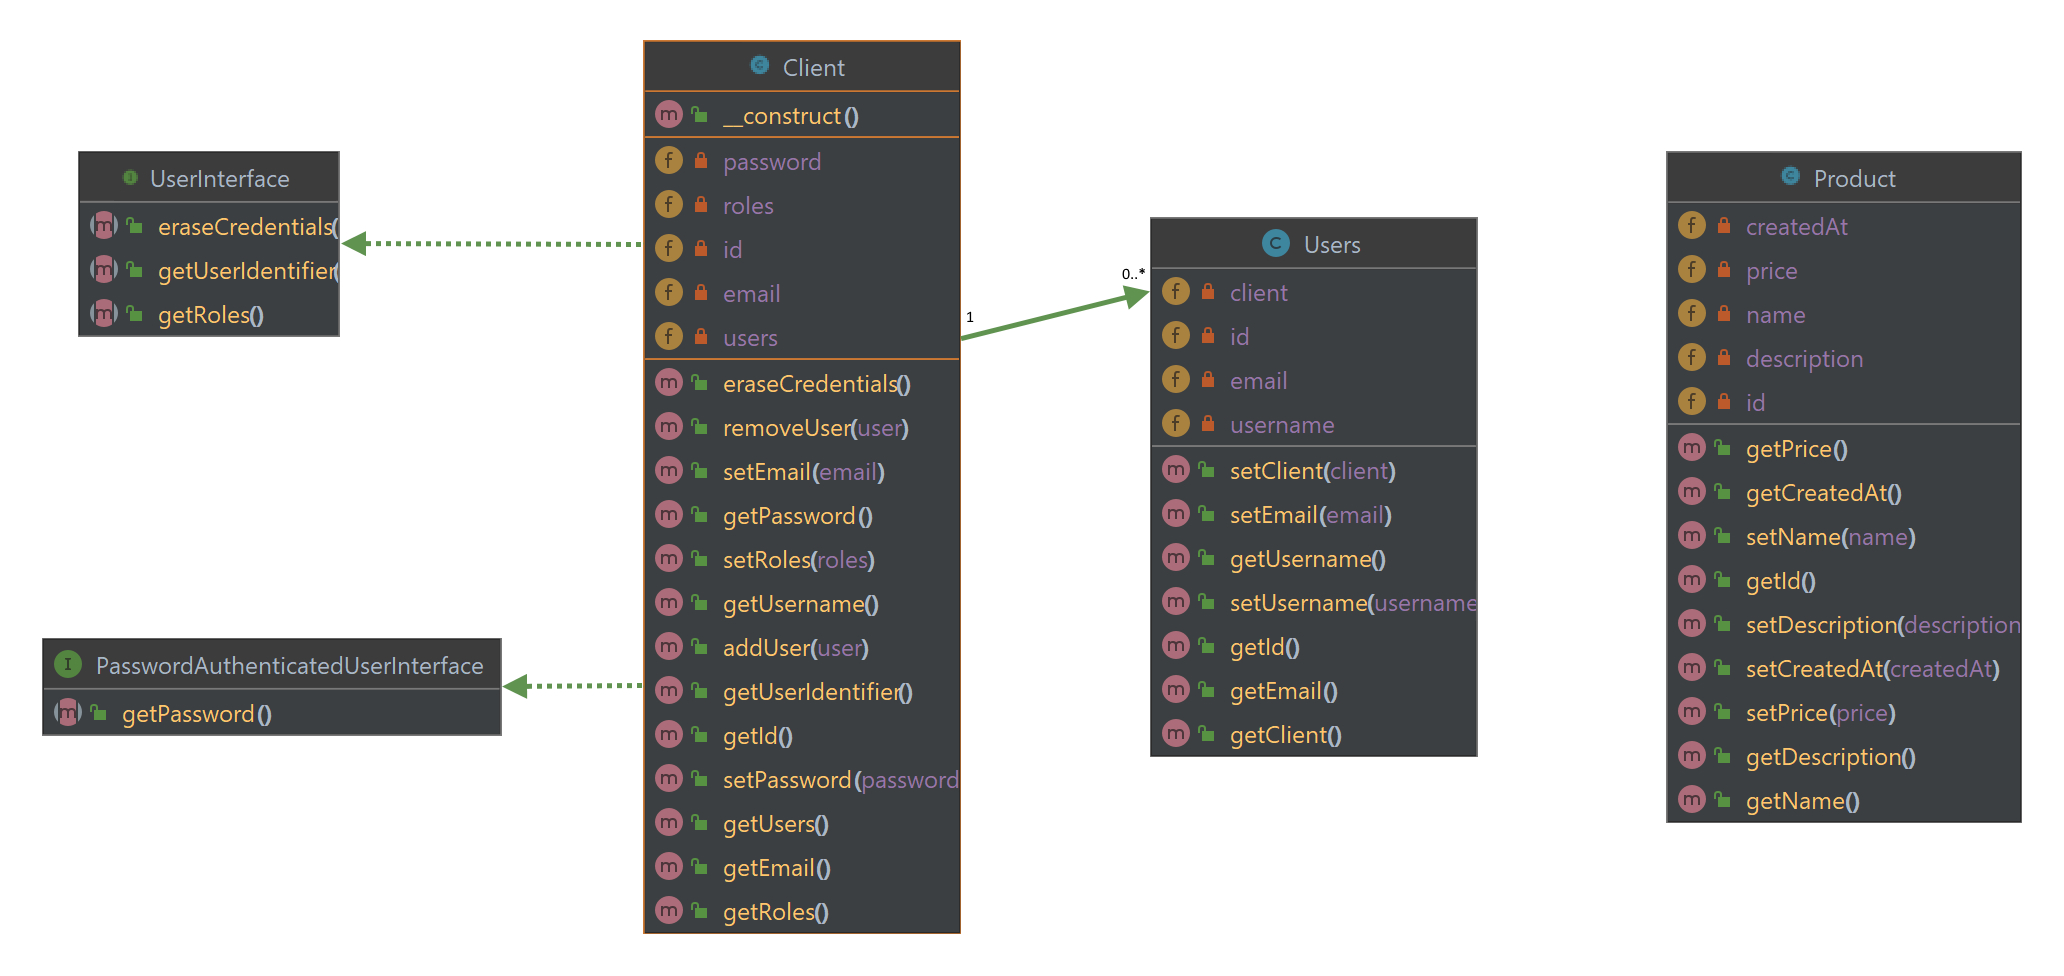 UserInterface
eraseCredentials(
getUserIdentifier(
getRoles()
PasswordAuthenticatedUserInterface
getPassword()
Client
__construct()
password
roles
id
email
users
eraseCredentials()
removeUser(user)
setEmail(email)
getPassword()
setRoles(roles)
getUsername()
addUser(user)
getUserIdentifier()
getId()
setPassword(password
getUsers()
getEmail()
getRoles()
1
0..*
Users
client
id
email
username
setClient(client)
setEmail(email)
getUsername()
setUsername(username
getId()
getEmail()
getClient()
Product
createdAt
price
name
description
id
getPrice()
getCreatedAt()
setName(name)
getId()
setDescription(description
setCreatedAt(createdAt)
setPrice(price)
getDescription()
getName()